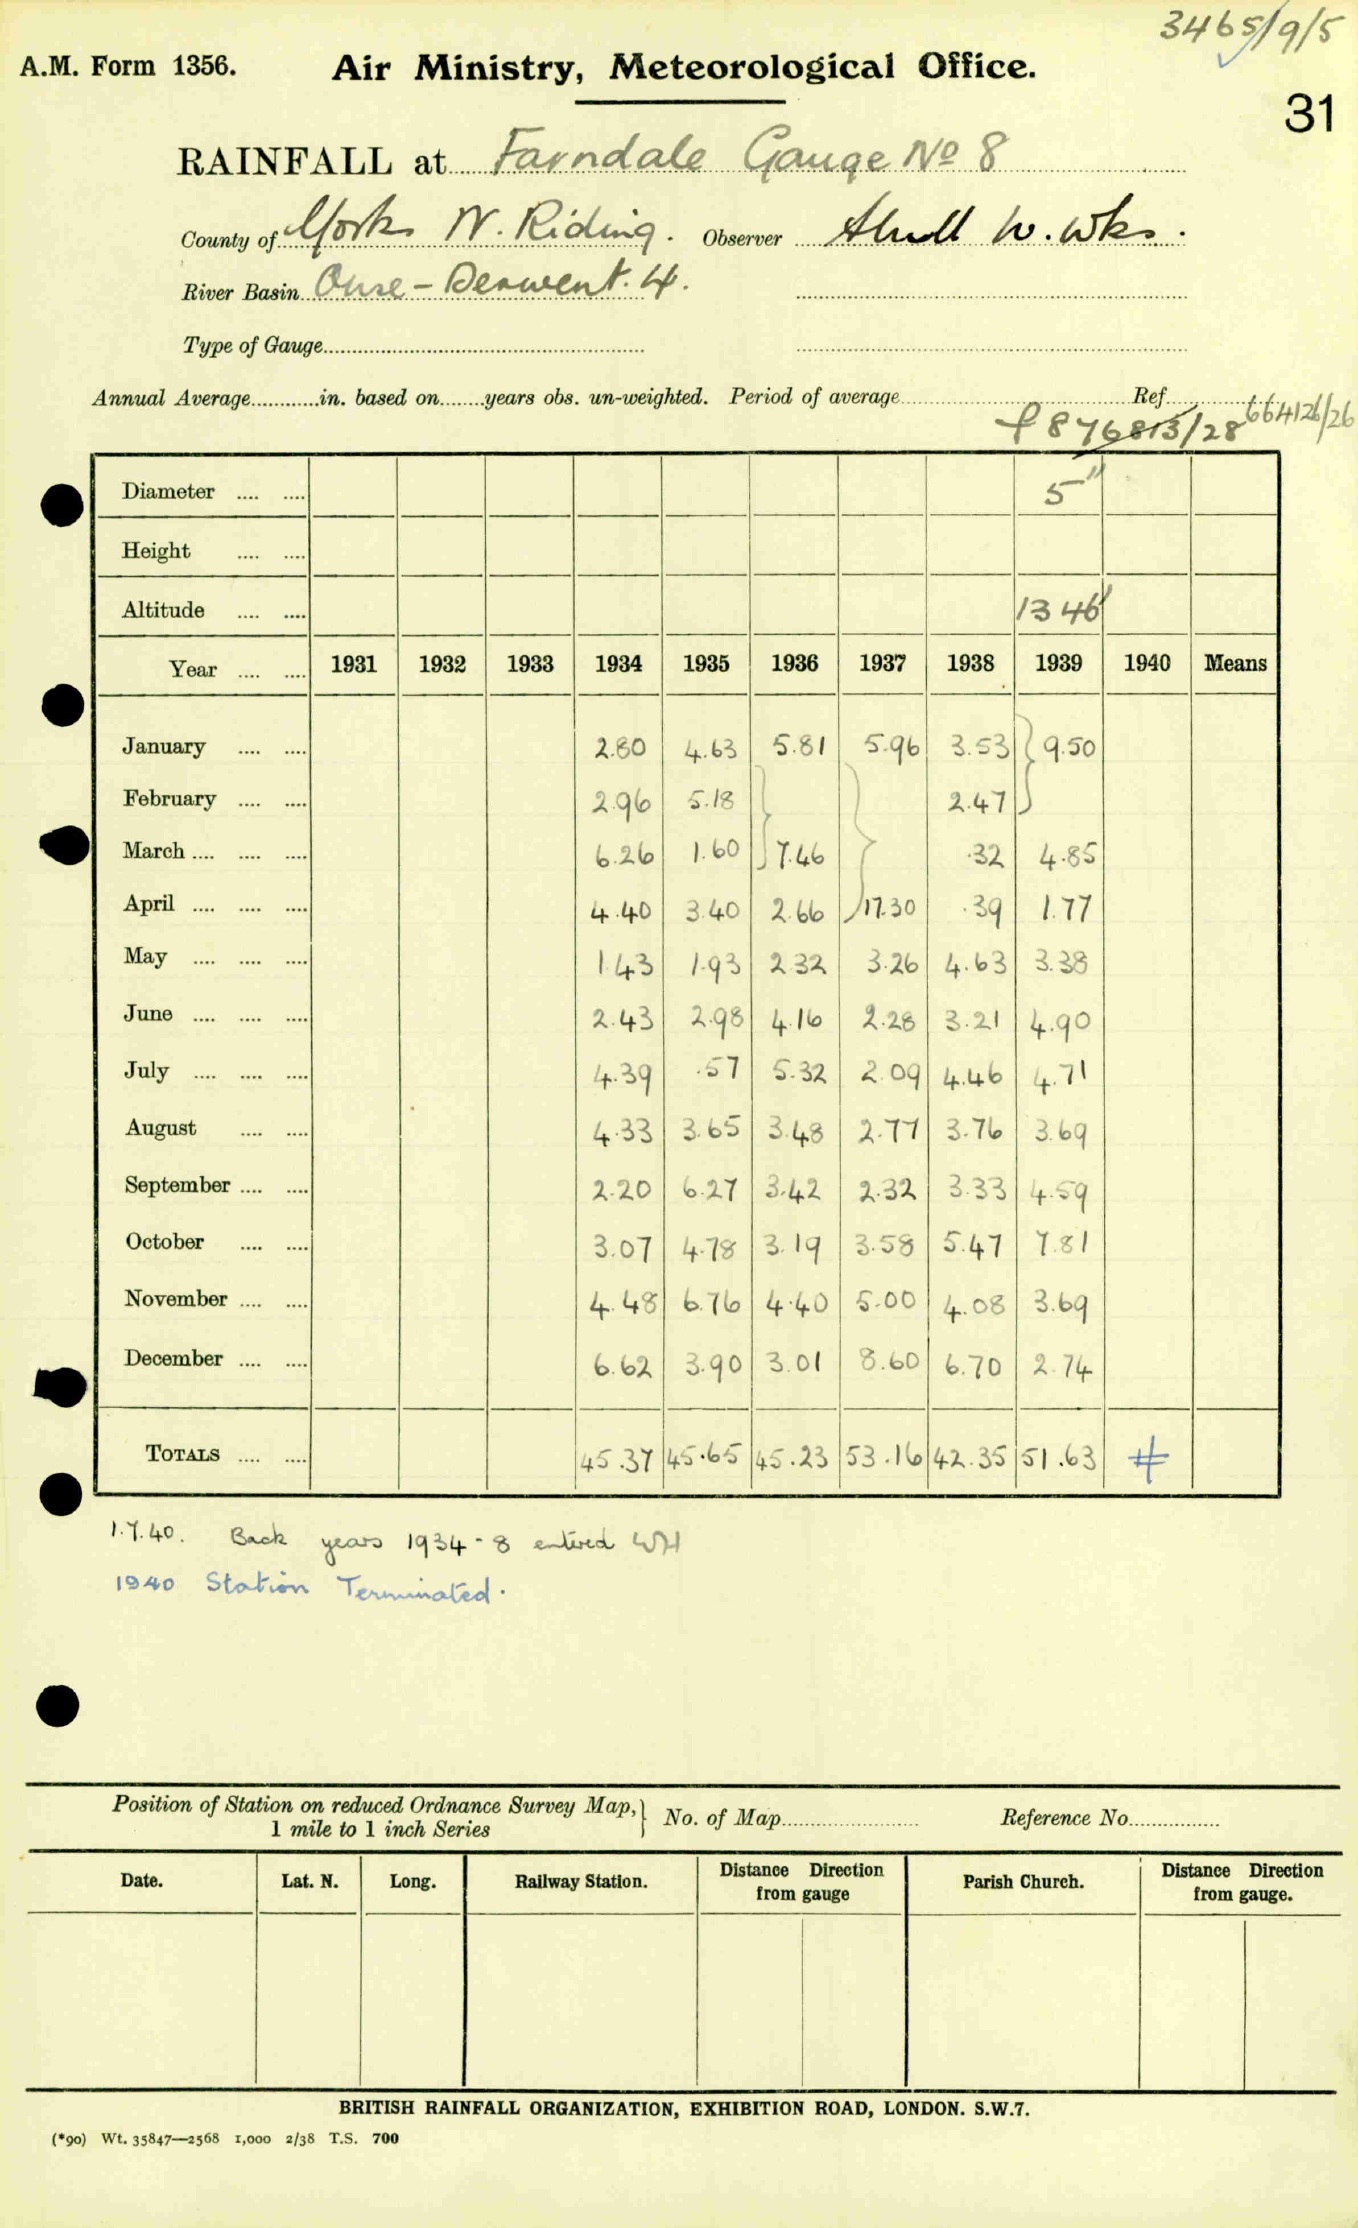 3465/9/5
A.M. Form 1356. Air Ministry, Meteorological Office.
31
RAINFALL at Farndale Gauge No 8
County of Yorks N. Riding. Observer Hull W. Wks.
River Basin Ouse - Derwent. 4.
Type of Gauge
Annual Average in. based on years obs. un-weighted. Period of average Ref. 664126/26
876813/28
Diameter 5"
Height
Altitude 1346'
Year 1931 1932 1933 1934 1935 1936 1937 1938 1939 1940 Means
January 2.80 4.63 5.81 5.96 3.53 } 9.50
February 2.96 5.18 } } 2.47
March 6.26 1.60 7.46 .32 4.85
April 4.40 3.40 2.66 17.30 .39 1.77
May 1.43 1.93 2.32 3.26 4.63 3.38
June 2.43 2.98 4.16 2.28 3.21 4.90
July 4.39 .57 5.32 2.09 4.46 4.71
August 4.33 3.65 3.48 2.77 3.76 3.69
September 2.20 6.27 3.42 2.32 3.33 4.59
October 3.07 4.78 3.19 3.58 5.47 7.81
November 4.48 6.76 4.40 5.00 4.08 3.69
December 6.62 3.90 3.01 8.60 6.70 2.74
TOTALS 45.37 45.65 45.23 53.16 42.35 51.63 #
1.7.40. Back years 1934-8 entered WH
1940 Station Terminated.
Position of Station on reduced Ordnance Survey Map, } No. of Map Reference No.
1 mile to 1 inch Series
Date. Lat. N. Long. Railway Station. Distance Direction from gauge Parish Church. Distance Direction from gauge.
BRITISH RAINFALL ORGANIZATION, EXHIBITION ROAD, LONDON. S.W.7.
(*90) Wt. 35847—2568 1,000 2/38 T.S. 700